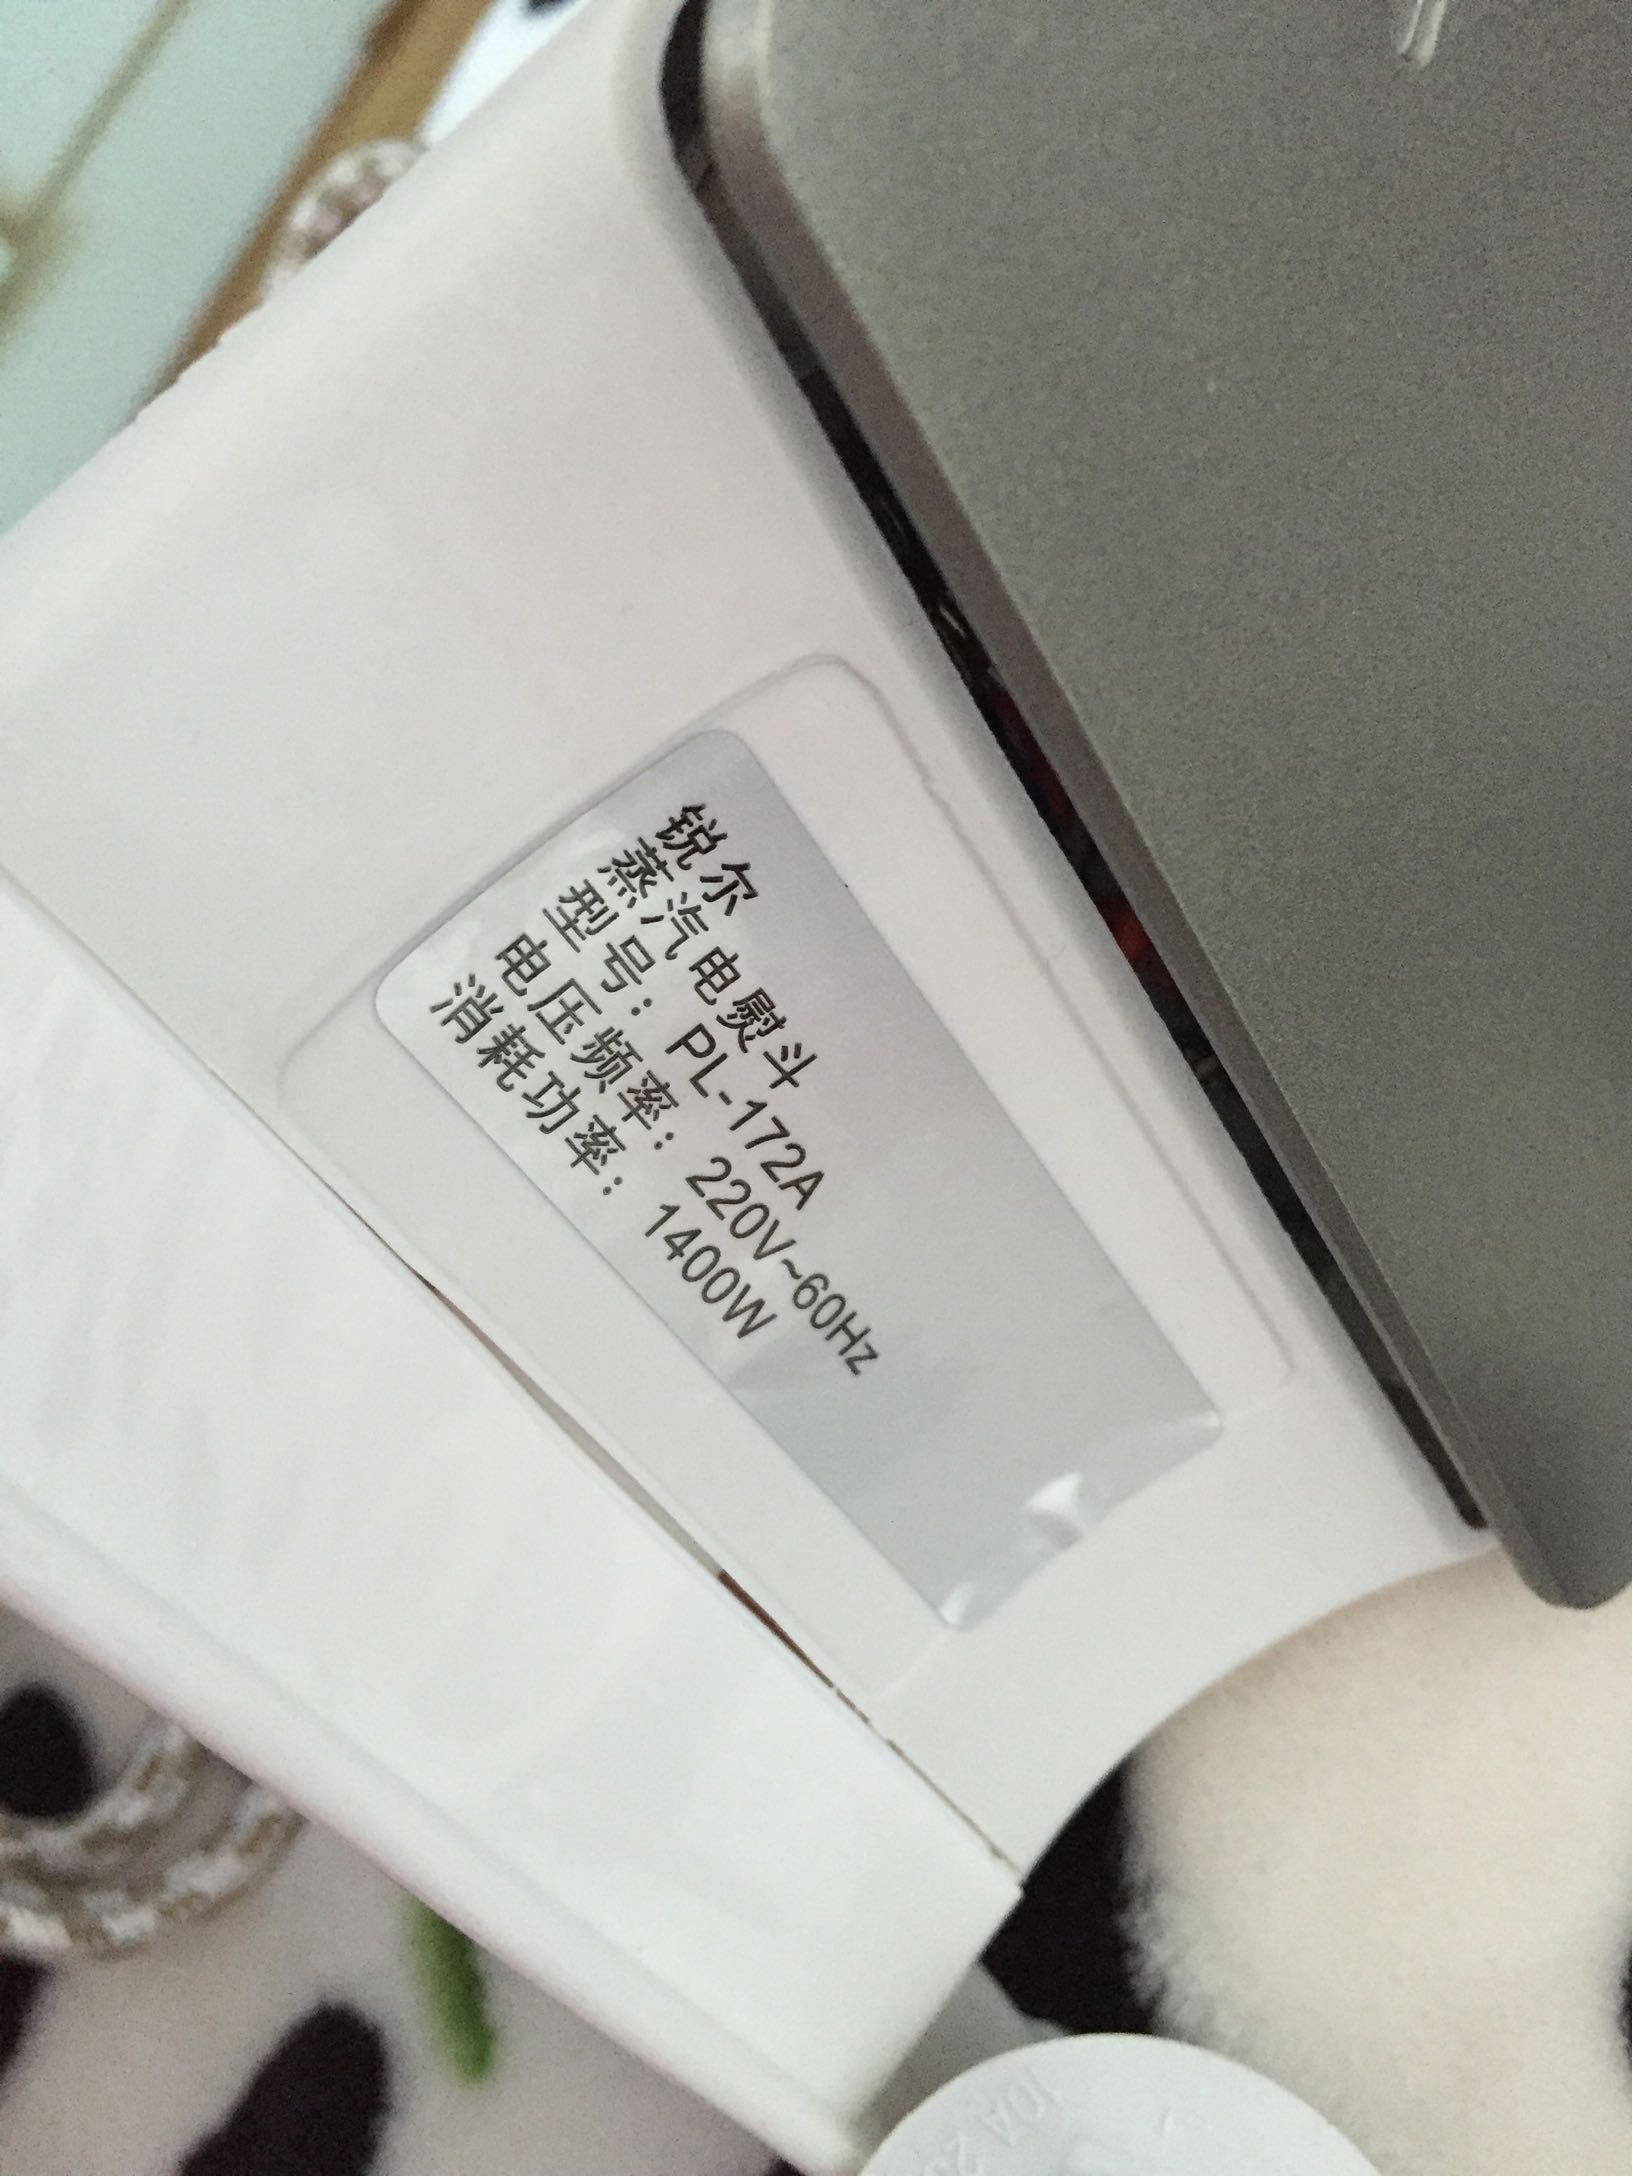 锐尔
蒸汽电熨斗
型号：PL-172A
电压频率：220V~60Hz
消耗功率：1400W
10A